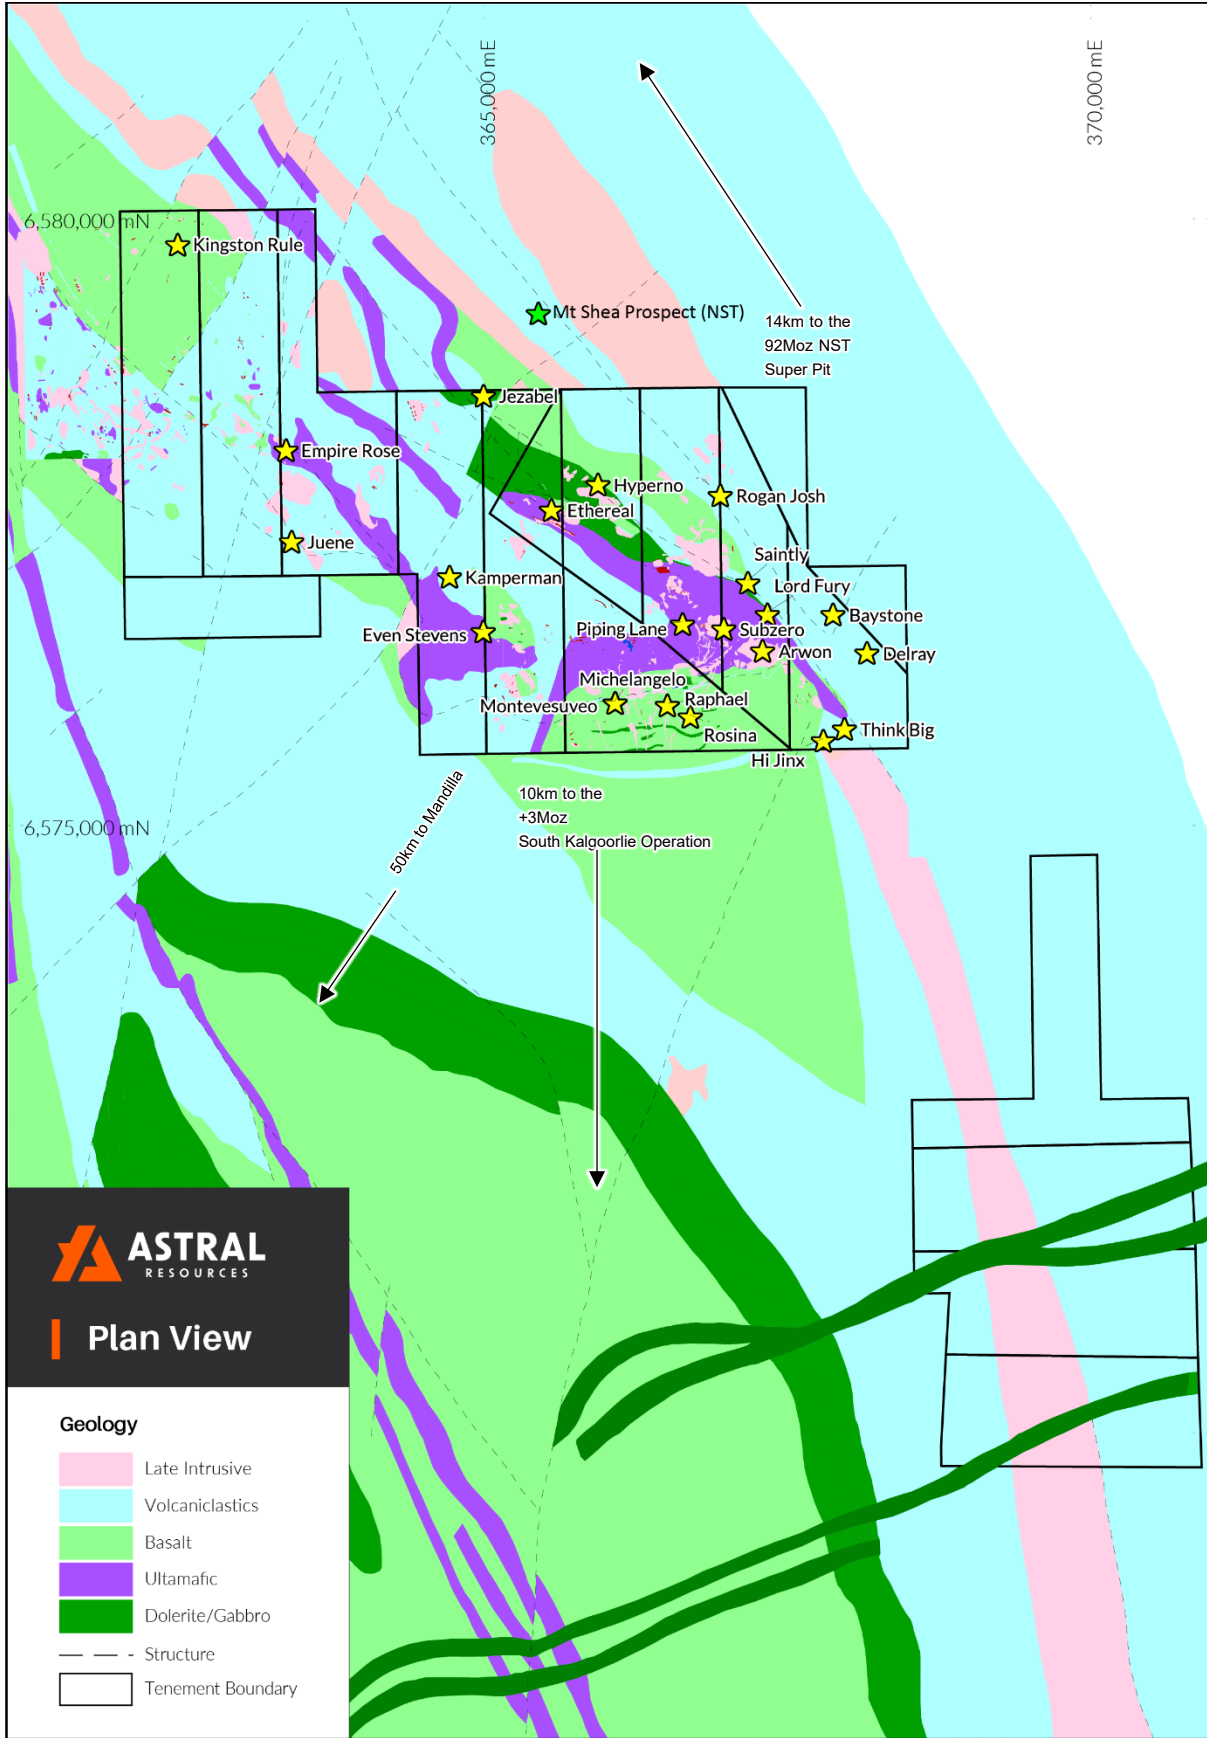 365,000 mE
370,000 mE
6,580,000 mN
Kingston Rule
Mt Shea Prospect (NST)
14km to the
92Moz NST
Super Pit
Jezabel
Empire Rose
Hyperno
Rogan Josh
Ethereal
Juene
Saintly
Kamperman
Lord Fury
Baystone
Even Stevens
Piping Lane
Subzero
Arwon
Delray
Michelangelo
Montevesuveo
Raphael
Rosina
Think Big
Hi Jinx
50km to Mandilla
10km to the
+3Moz
South Kalgoorlie Operation
6,575,000 mN
ASTRAL
RESOURCES
Plan View
Geology
Late Intrusive
Volcaniclastics
Basalt
Ultamafic
Dolerite/Gabbro
Structure
Tenement Boundary